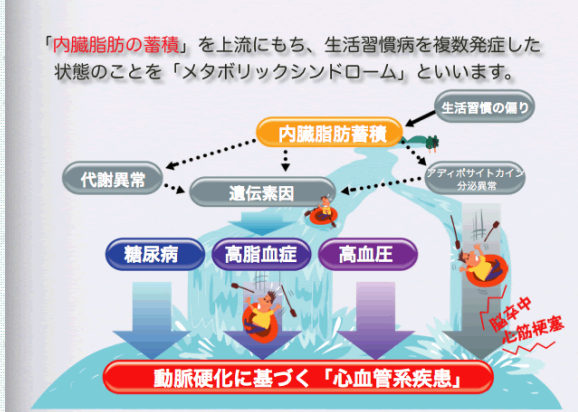 「内臓脂肪の蓄積」を上流にもち、生活習慣病を複数発症した
状態のことを「メタボリックシンドローム」といいます。
生活習慣の偏り
内臓脂肪蓄積
代謝異常
遺伝素因
アディポサイトカイン
分泌異常
糖尿病
高脂血症
高血圧
脳卒中
心筋梗塞
動脈硬化に基づく「心血管系疾患」